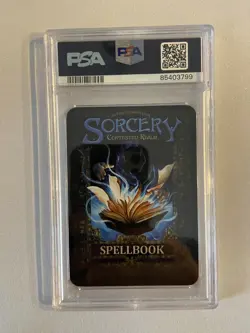 PSA
PSA
85403799
SORCERY
CONTESTED REALM
SPELLBOOK